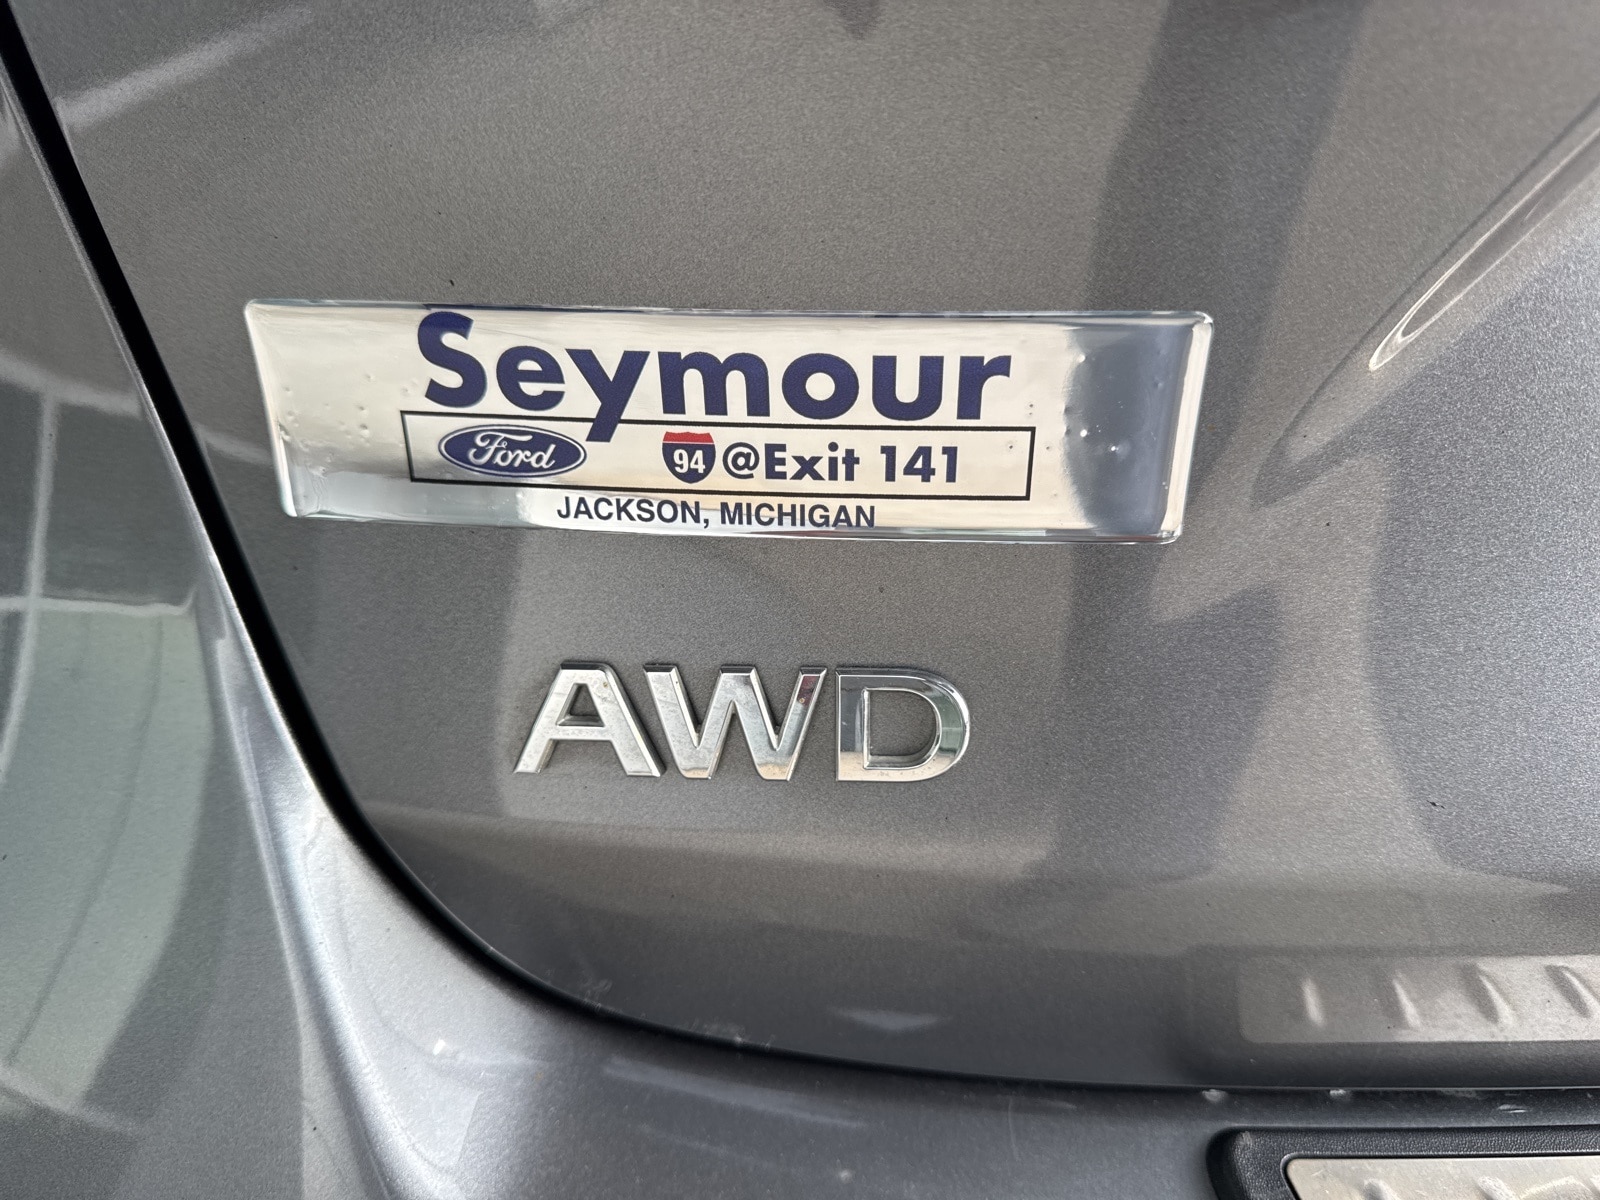 Seymour
Ford 94 @Exit 141
JACKSON, MICHIGAN
AWD